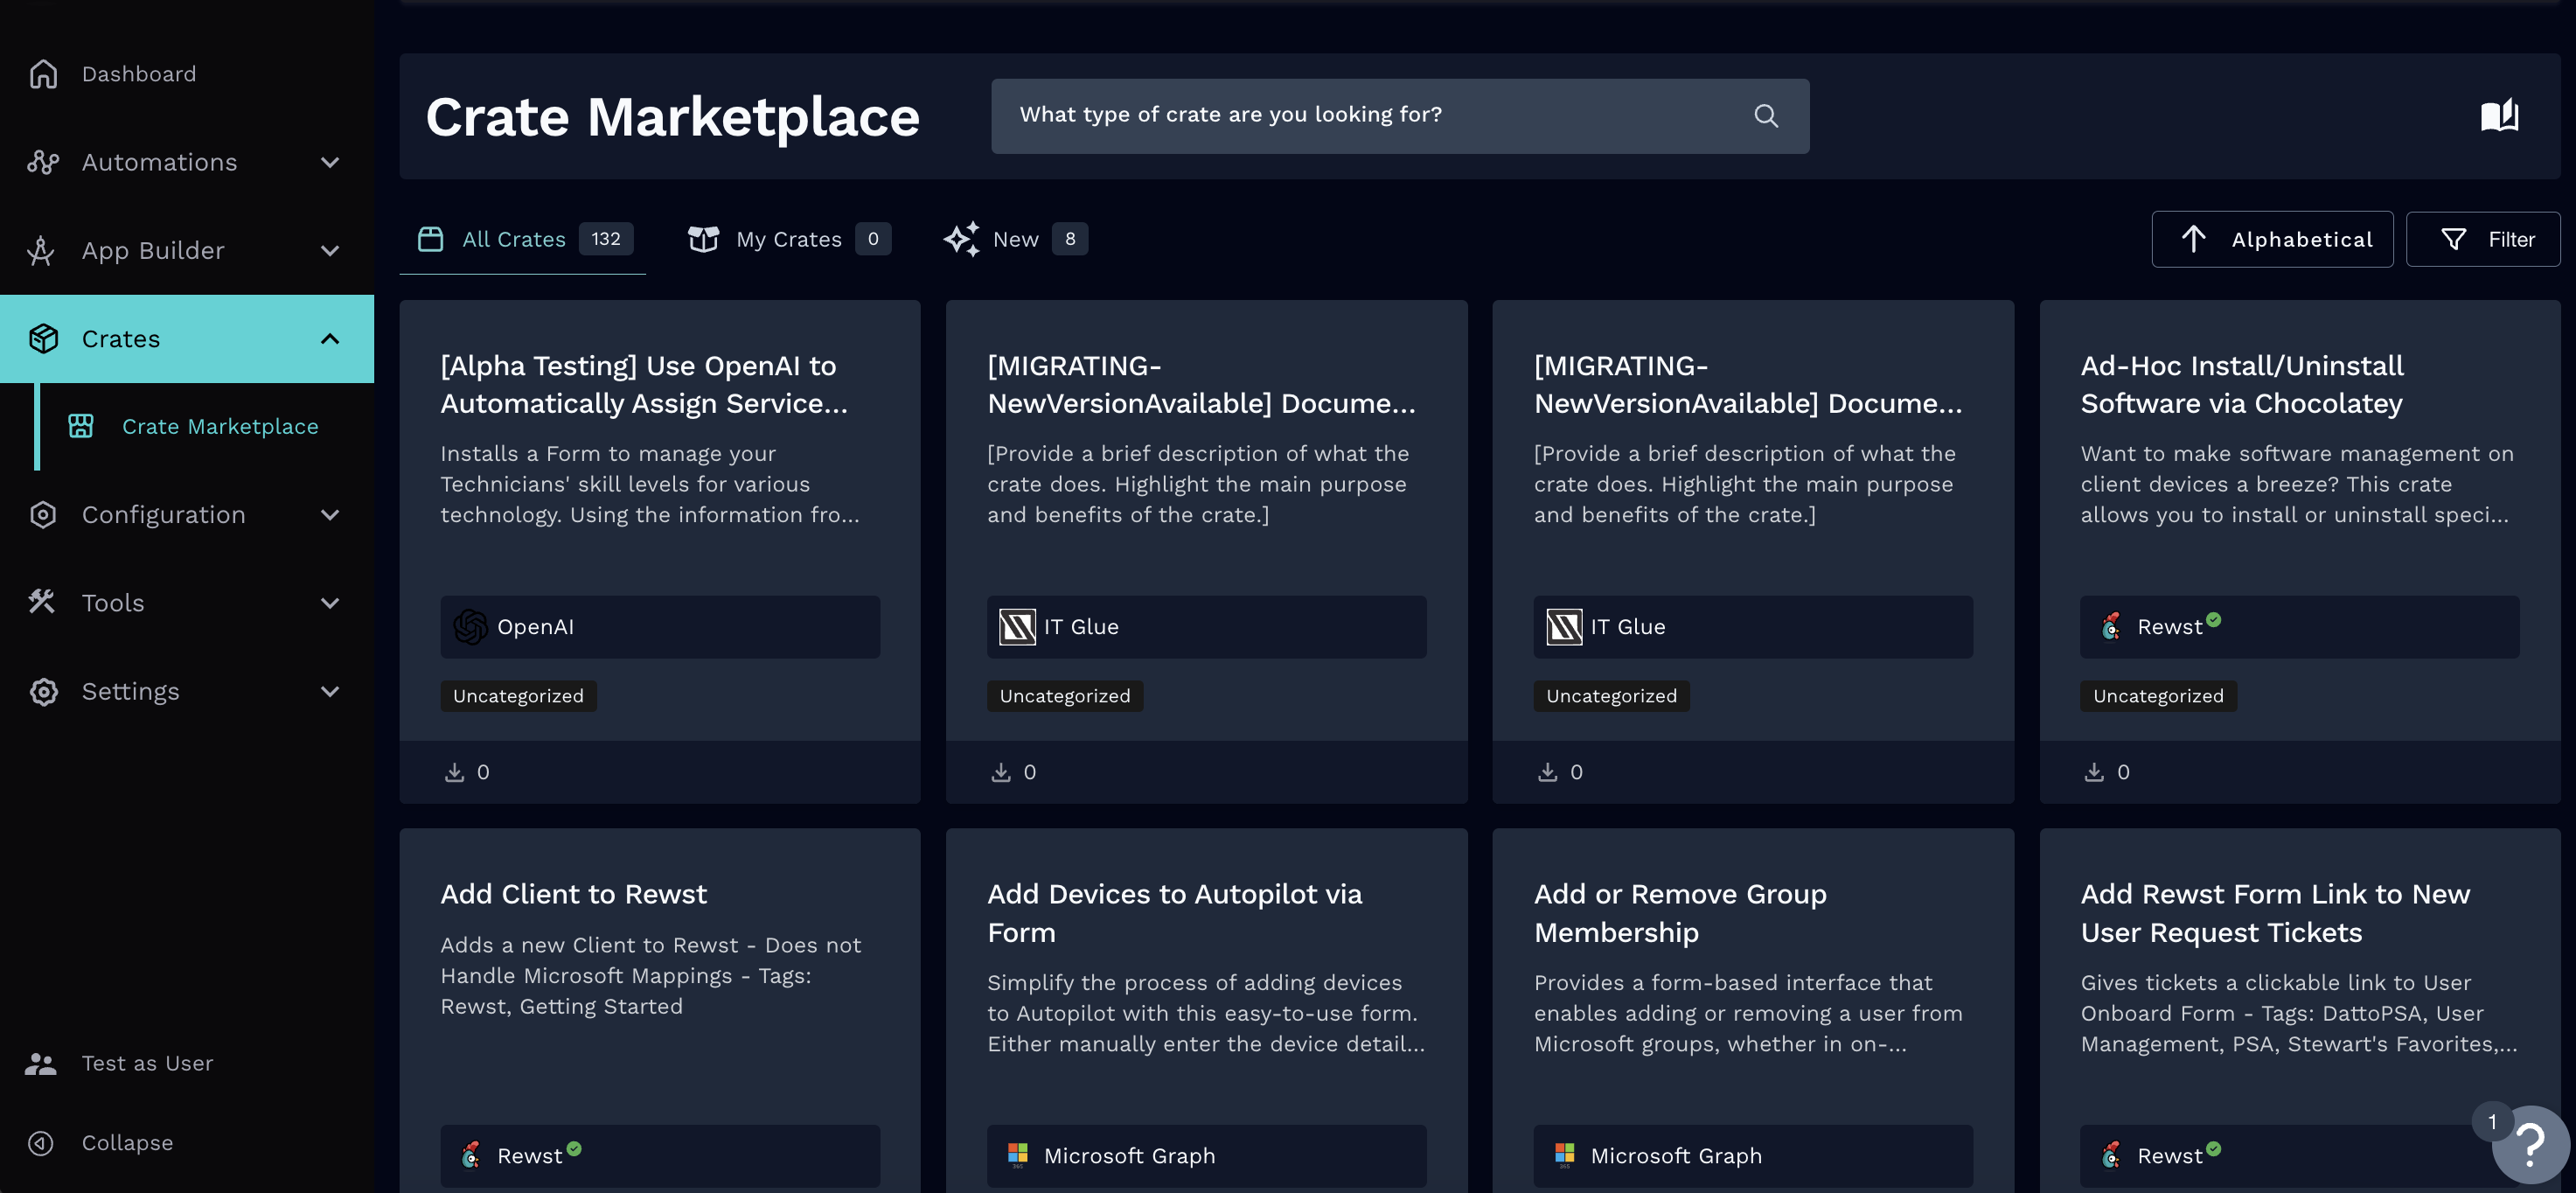 Dashboard
Automations
App Builder
Crates
Crate Marketplace
Configuration
Tools
Settings
Test as User
Collapse
Crate Marketplace
What type of crate are you looking for?
All Crates 132
My Crates 0
New 8
Alphabetical
Filter
[Alpha Testing] Use OpenAI to
Automatically Assign Service...
Installs a Form to manage your
Technicians' skill levels for various
technology. Using the information fro...
OpenAI
Uncategorized
0
[MIGRATING-
NewVersionAvailable] Docume...
[Provide a brief description of what the
crate does. Highlight the main purpose
and benefits of the crate.]
IT Glue
Uncategorized
0
[MIGRATING-
NewVersionAvailable] Docume...
[Provide a brief description of what the
crate does. Highlight the main purpose
and benefits of the crate.]
IT Glue
Uncategorized
0
Ad-Hoc Install/Uninstall
Software via Chocolatey
Want to make software management on
client devices a breeze? This crate
allows you to install or uninstall speci...
Rewst
Uncategorized
0
Add Client to Rewst
Adds a new Client to Rewst - Does not
Handle Microsoft Mappings - Tags:
Rewst, Getting Started
Rewst
Add Devices to Autopilot via
Form
Simplify the process of adding devices
to Autopilot with this easy-to-use form.
Either manually enter the device detail...
365
Microsoft Graph
Add or Remove Group
Membership
Provides a form-based interface that
enables adding or removing a user from
Microsoft groups, whether in on-...
365
Microsoft Graph
Add Rewst Form Link to New
User Request Tickets
Gives tickets a clickable link to User
Onboard Form - Tags: DattoPSA, User
Management, PSA, Stewart's Favorites,...
Rewst
1
?